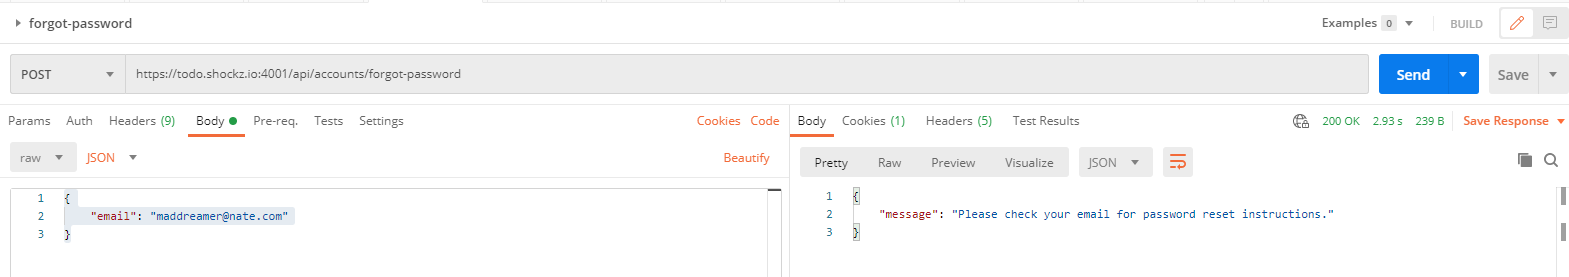 forgot-password
Examples 0 BUILD
POST https://todo.shockz.io:4001/api/accounts/forgot-password Send Save
Params Auth Headers (9) Body Pre-req. Tests Settings Cookies Code
raw JSON Beautify
1 {
2 "email": "maddreamer@nate.com"
3 }
Body Cookies (1) Headers (5) Test Results 200 OK 2.93 s 239 B Save Response
Pretty Raw Preview Visualize JSON
1 {
2 "message": "Please check your email for password reset instructions."
3 }